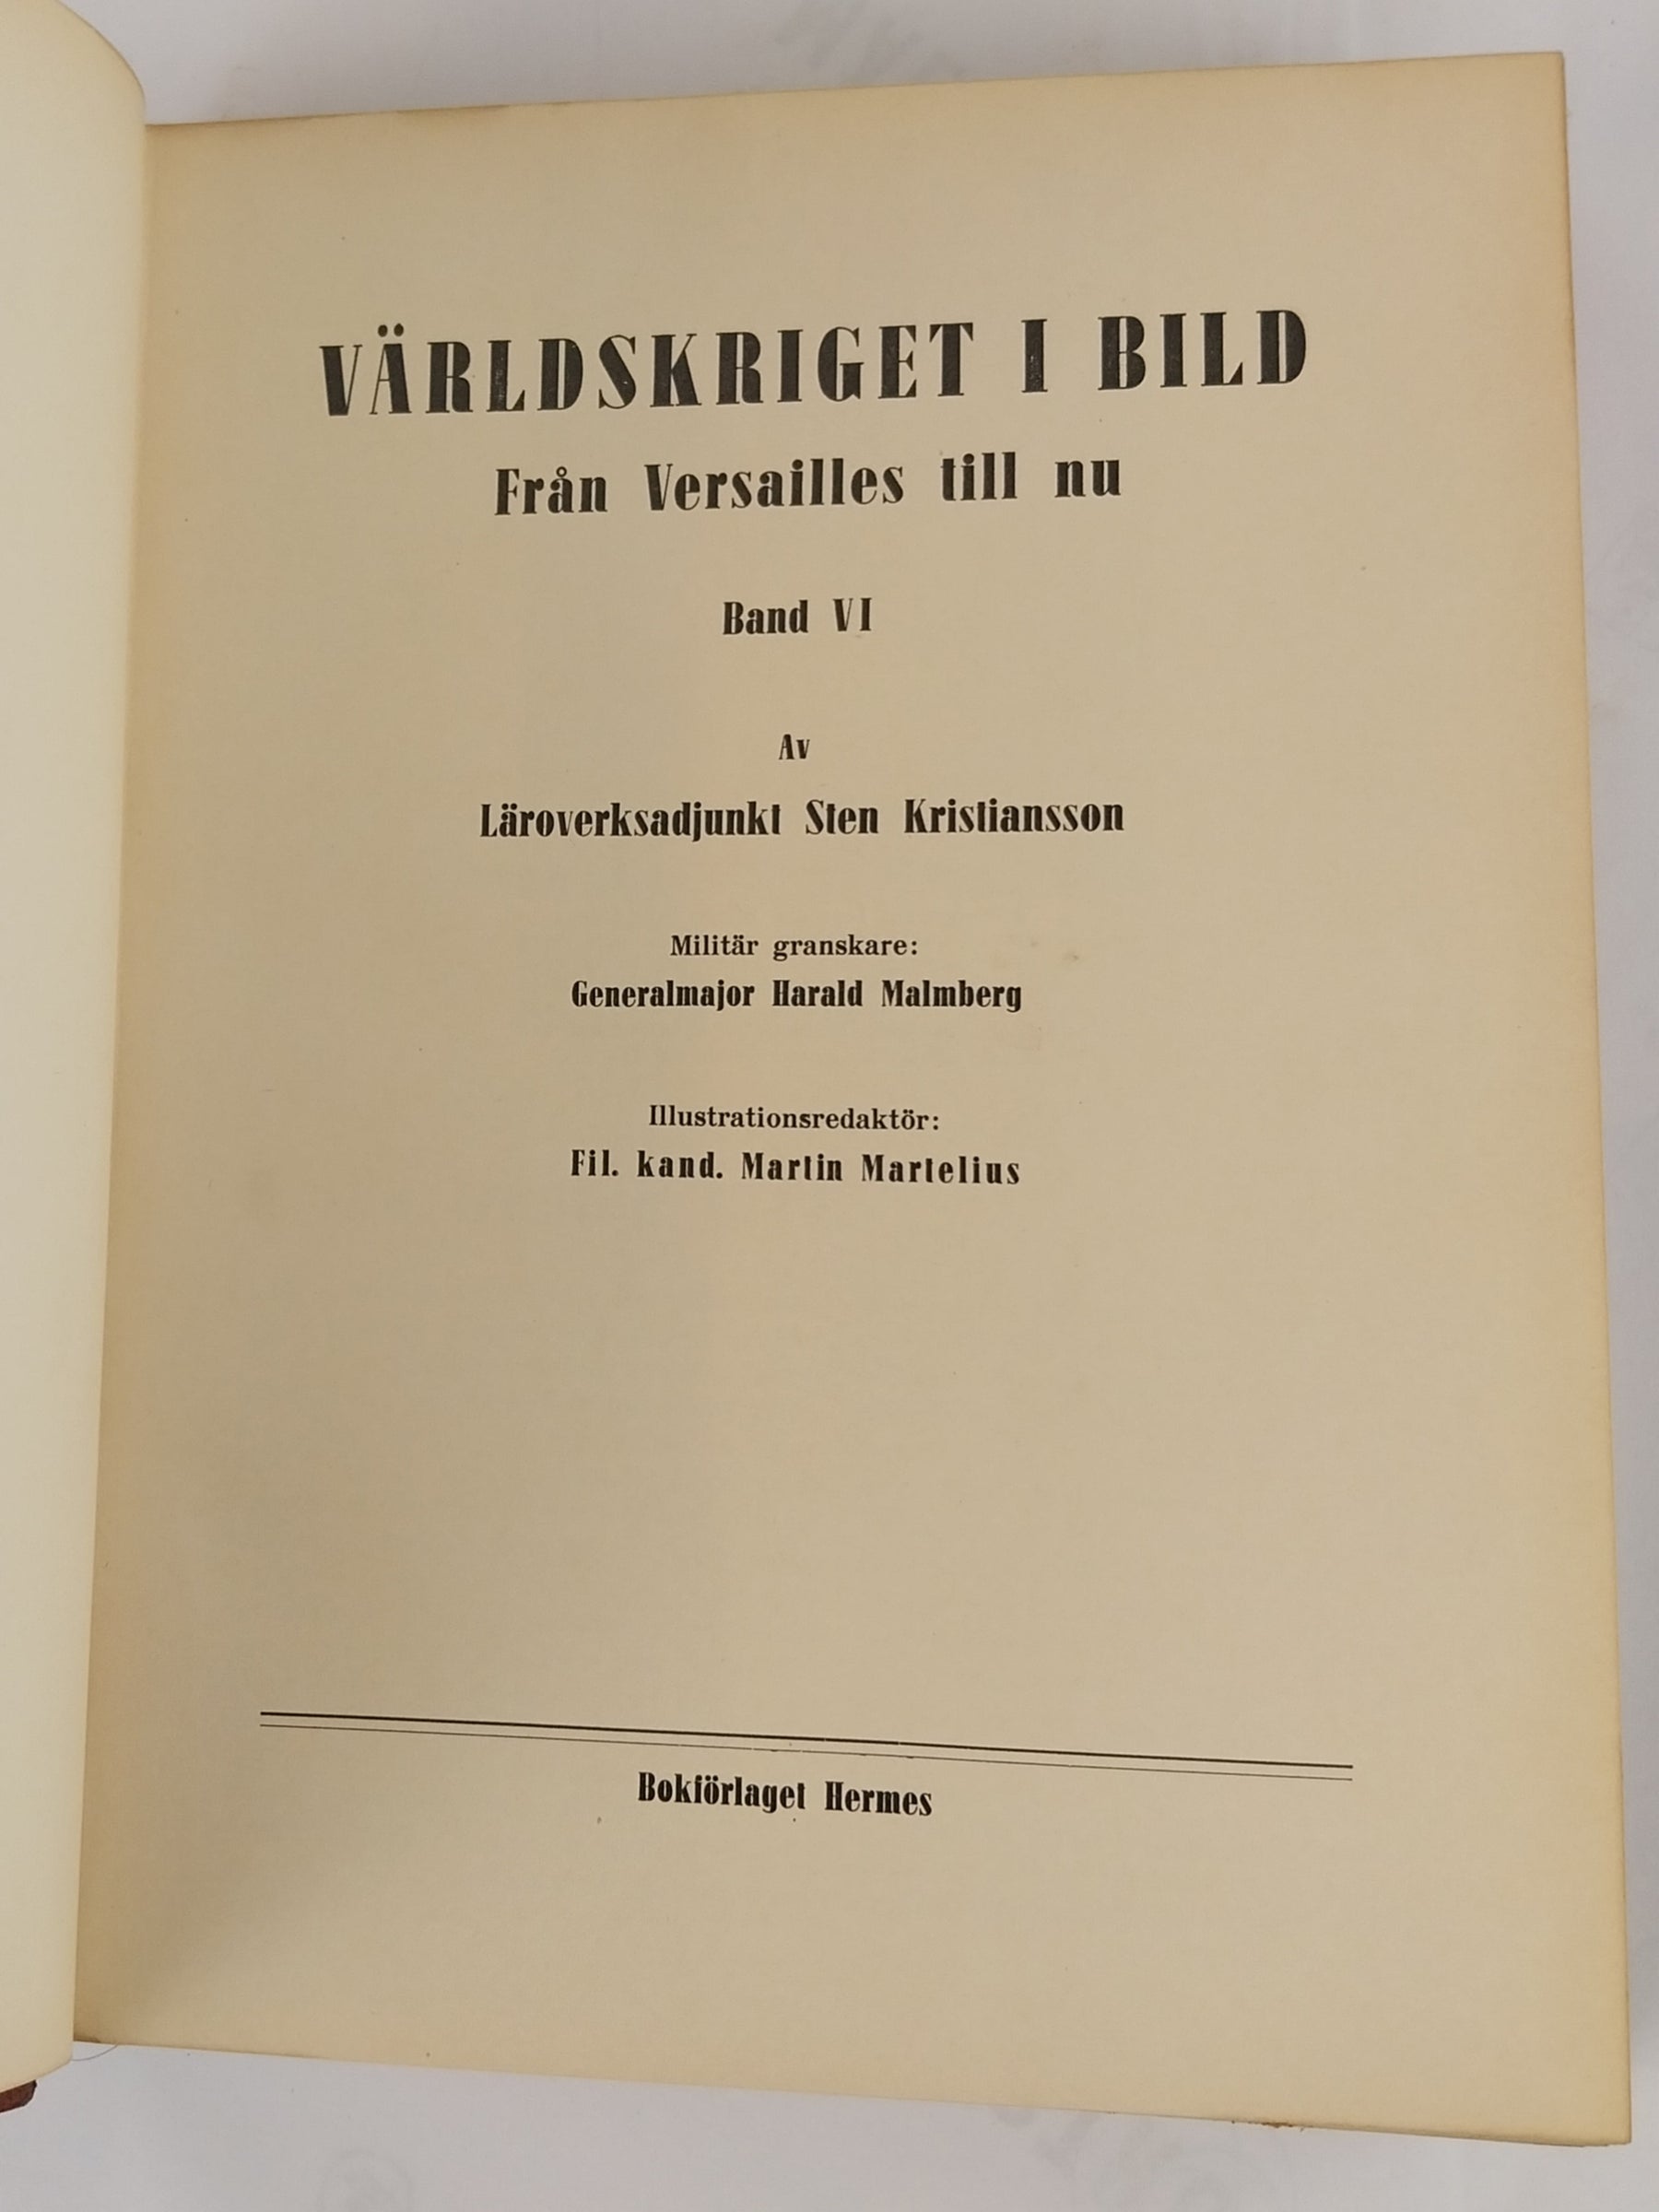 VÄRLDSKRIGET I BILD
Från Versailles till nu
Band VI
Av
Läroverksadjunkt Sten Kristiansson
Militär granskare:
Generalmajor Harald Malmberg
Illustrationsredaktör:
Fil. kand. Martin Martelius
Bokförlaget Hermes